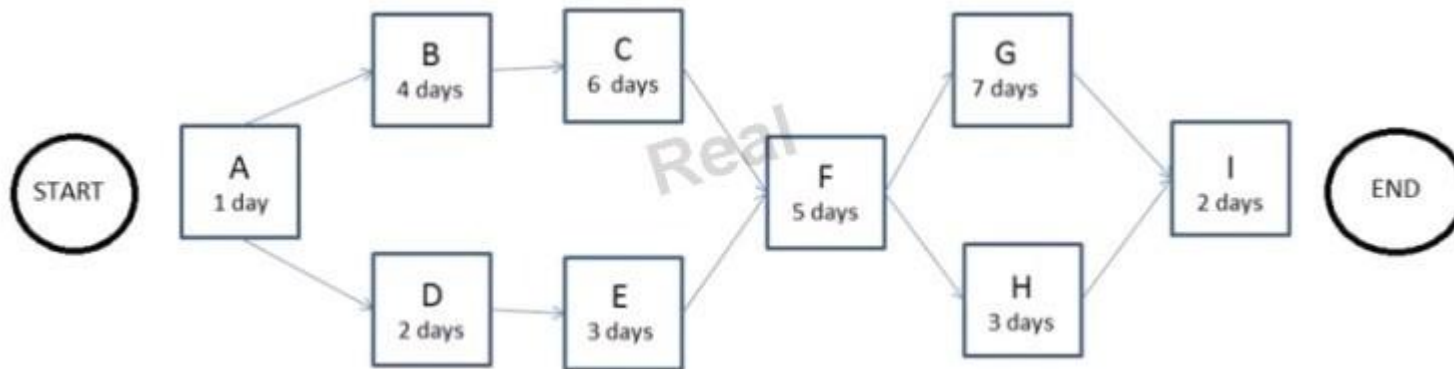 START
A
1 day
B
4 days
C
6 days
D
2 days
E
3 days
Real
F
5 days
G
7 days
H
3 days
I
2 days
END